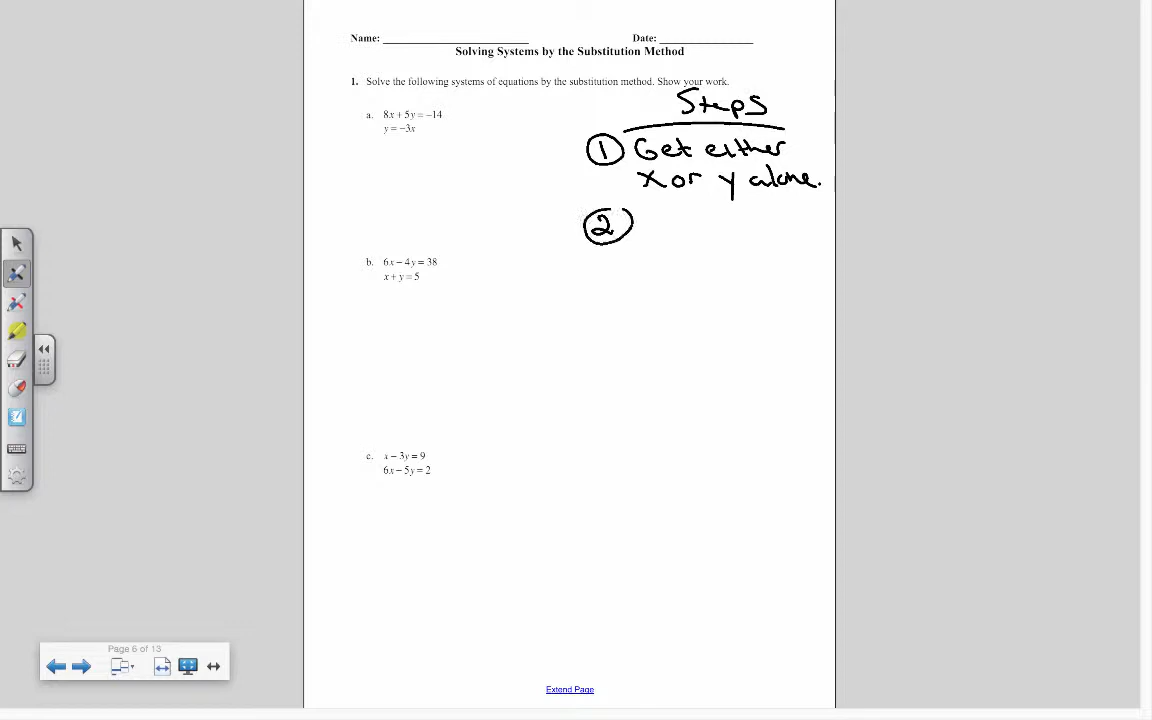 Name: ____________________________ Date: __________________
Solving Systems by the Substitution Method
1. Solve the following systems of equations by the substitution method. Show your work.
Steps
a. 8x + 5y = −14
y = −3x
① Get either
x or y alone.
②
b. 6x − 4y = 38
x + y = 5
c. x − 3y = 9
6x − 5y = 2
Page 6 of 13
Extend Page